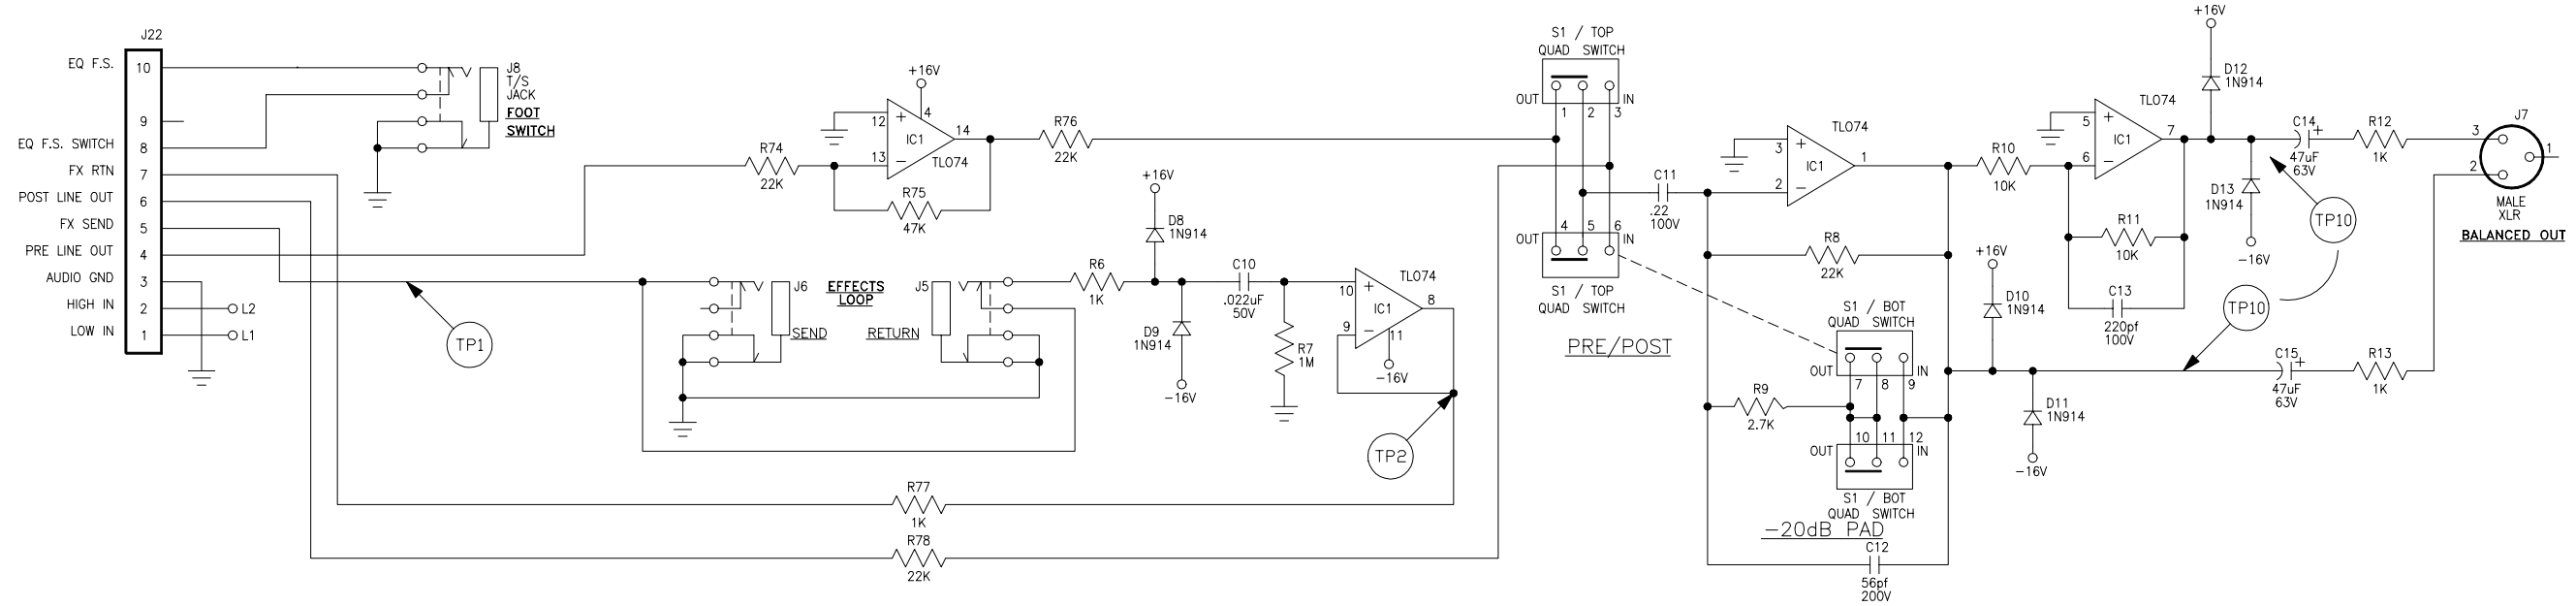 J22
EQ F.S.
10
9
EQ F.S. SWITCH
8
FX RTN
7
POST LINE OUT
6
FX SEND
5
PRE LINE OUT
4
AUDIO GND
3
HIGH IN
2
L2
LOW IN
1
L1
J8
T/S
JACK
FOOT
SWITCH
TP1
R74
22K
+16V
4
12
+
IC1
13
−
TL074
14
R75
47K
R76
22K
J6
SEND
EFFECTS
LOOP
J5
RETURN
R6
1K
+16V
D8
1N914
D9
1N914
−16V
C10
.022uF
50V
R7
1M
TL074
10
+
IC1
9
−
8
11
−16V
TP2
R77
1K
R78
22K
S1 / TOP
QUAD SWITCH
OUT
IN
1
2
3
4
5
6
OUT
IN
S1 / TOP
QUAD SWITCH
PRE/POST
C11
.22
100V
TL074
3
+
IC1
2
−
1
R8
22K
S1 / BOT
QUAD SWITCH
OUT
IN
7
8
9
R9
2.7K
10
11
12
OUT
IN
S1 / BOT
QUAD SWITCH
−20dB PAD
C12
56pf
200V
R10
10K
+16V
D10
1N914
D11
1N914
−16V
TL074
5
+
IC1
6
−
7
R11
10K
C13
220pf
100V
+16V
D12
1N914
D13
1N914
−16V
C14
+
47uF
63V
R12
1K
TP10
TP10
C15
+
47uF
63V
R13
1K
J7
3
2
1
MALE
XLR
BALANCED OUT